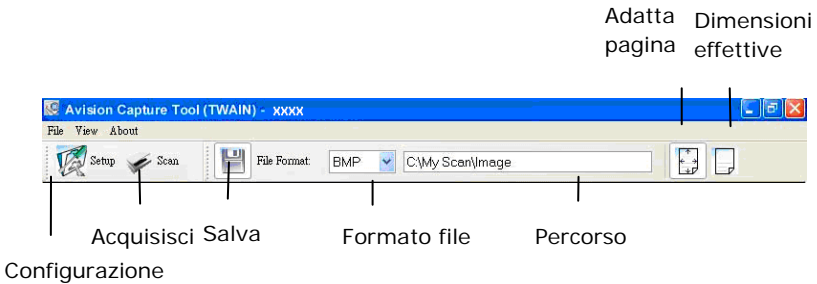 Adatta pagina
Dimensioni effettive
Avision Capture Tool (TWAIN) - xxxx
File View About
Setup Scan File Format: BMP C:\My Scan\Image
Acquisisci Salva Formato file Percorso
Configurazione